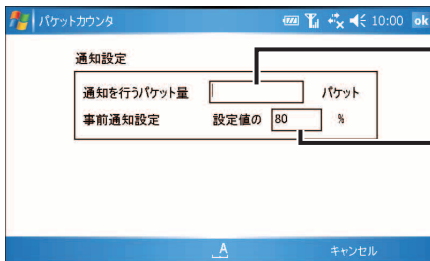 パケットカウンタ 10:00 ok
通知設定
通知を行うパケット量 パケット
事前通知設定 設定値の 80 %
A キャンセル